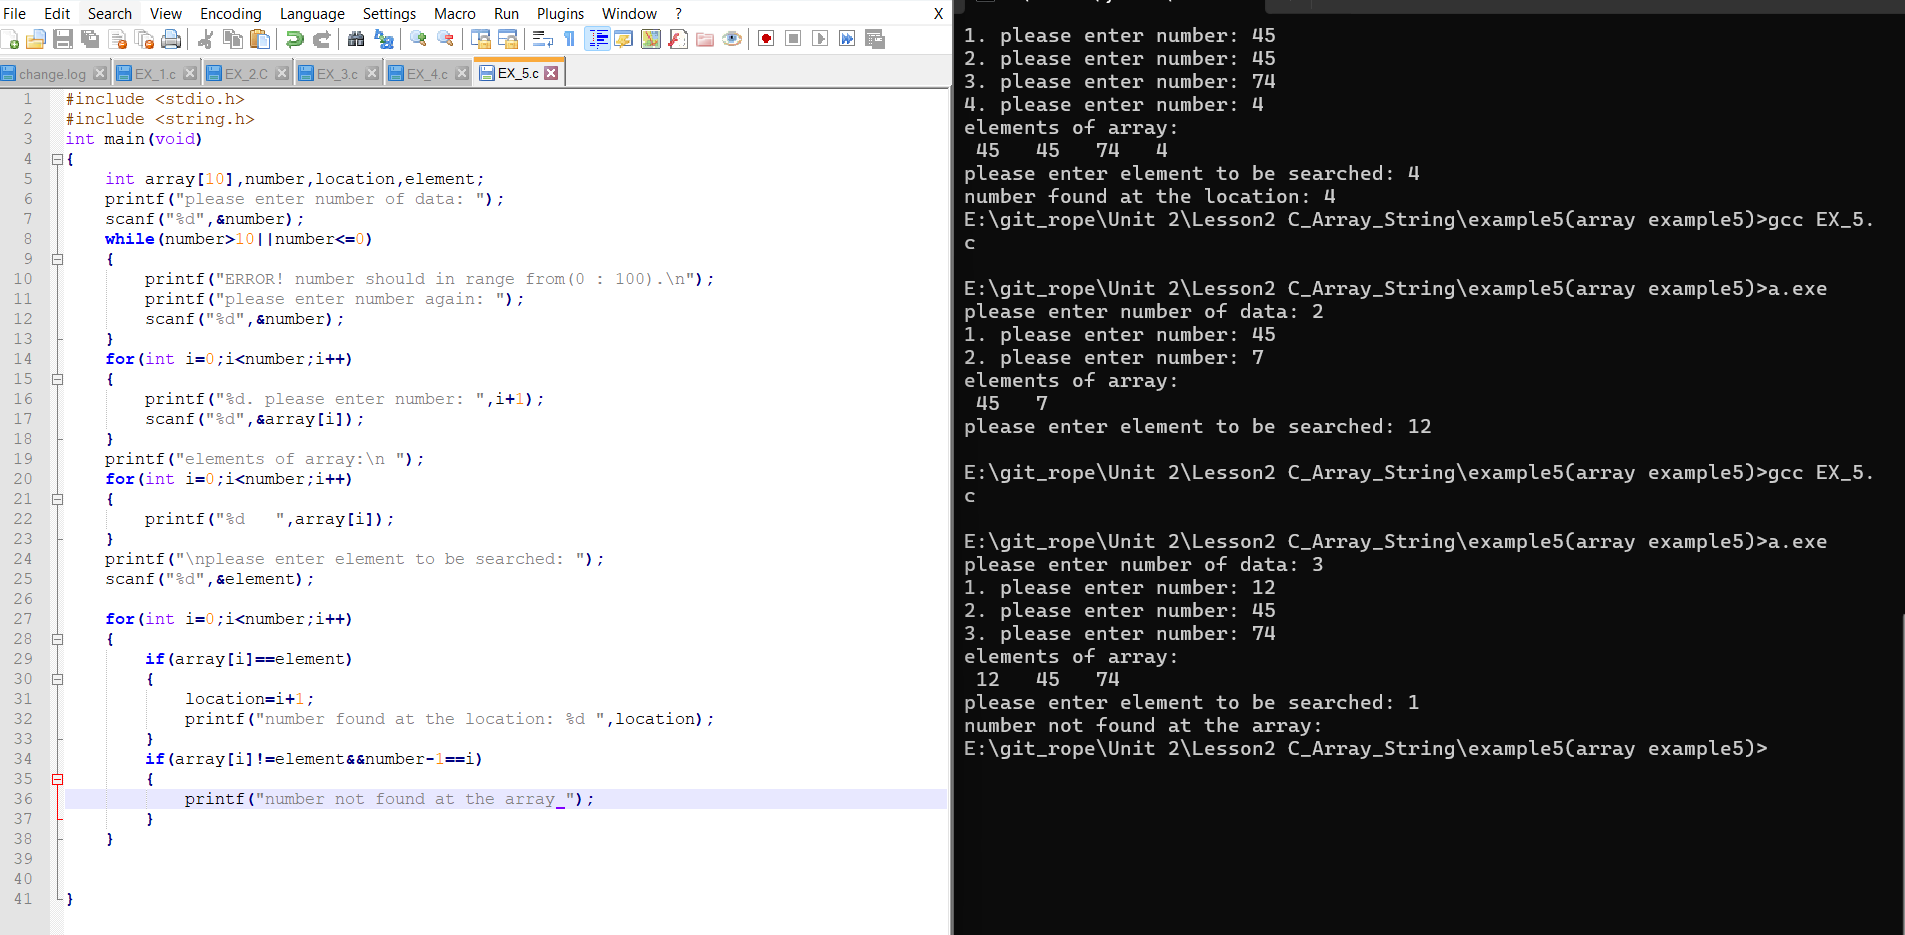 File Edit Search View Encoding Language Settings Macro Run Plugins Window ? X
change.log EX_1.c EX_2.C EX_3.c EX_4.c EX_5.c
1 #include <stdio.h>
2 #include <string.h>
3 int main(void)
4 {
5 int array[10],number,location,element;
6 printf("please enter number of data: ");
7 scanf("%d",&number);
8 while(number>10||number<=0)
9 {
10 printf("ERROR! number should in range from(0 : 100).\n");
11 printf("please enter number again: ");
12 scanf("%d",&number);
13 }
14 for(int i=0;i<number;i++)
15 {
16 printf("%d. please enter number: ",i+1);
17 scanf("%d",&array[i]);
18 }
19 printf("elements of array:\n ");
20 for(int i=0;i<number;i++)
21 {
22 printf("%d   ",array[i]);
23 }
24 printf("\nplease enter element to be searched: ");
25 scanf("%d",&element);
26
27 for(int i=0;i<number;i++)
28 {
29 if(array[i]==element)
30 {
31 location=i+1;
32 printf("number found at the location: %d ",location);
33 }
34 if(array[i]!=element&&number-1==i)
35 {
36 printf("number not found at the array_");
37 }
38 }
39
40
41 }
1. please enter number: 45
2. please enter number: 45
3. please enter number: 74
4. please enter number: 4
elements of array:
45   45   74   4
please enter element to be searched: 4
number found at the location: 4
E:\git_rope\Unit 2\Lesson2 C_Array_String\example5(array example5)>gcc EX_5.
c
E:\git_rope\Unit 2\Lesson2 C_Array_String\example5(array example5)>a.exe
please enter number of data: 2
1. please enter number: 45
2. please enter number: 7
elements of array:
45   7
please enter element to be searched: 12
E:\git_rope\Unit 2\Lesson2 C_Array_String\example5(array example5)>gcc EX_5.
c
E:\git_rope\Unit 2\Lesson2 C_Array_String\example5(array example5)>a.exe
please enter number of data: 3
1. please enter number: 12
2. please enter number: 45
3. please enter number: 74
elements of array:
12   45   74
please enter element to be searched: 1
number not found at the array:
E:\git_rope\Unit 2\Lesson2 C_Array_String\example5(array example5)>